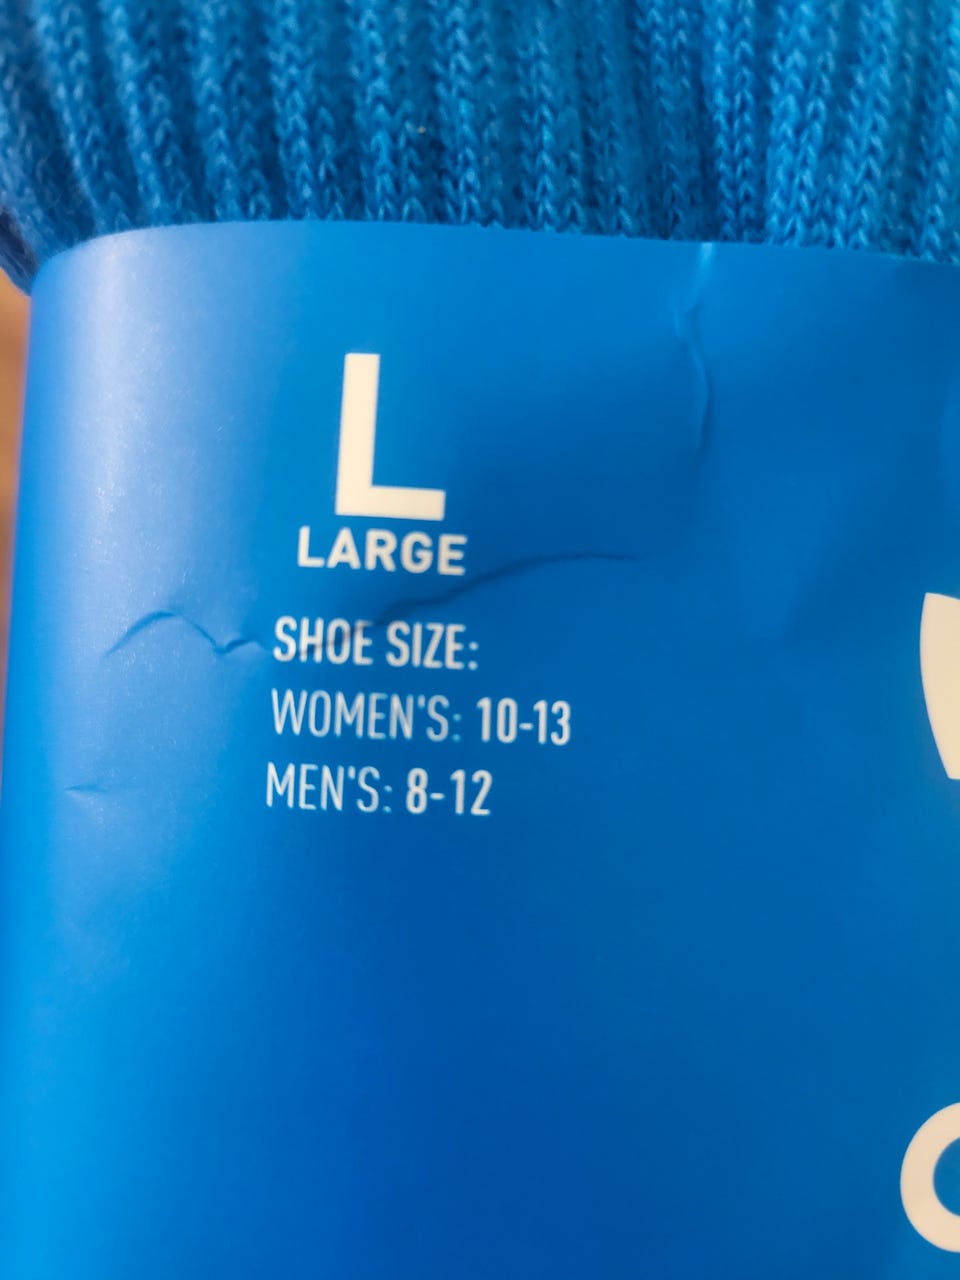 L
LARGE
SHOE SIZE:
WOMEN'S: 10-13
MEN'S: 8-12